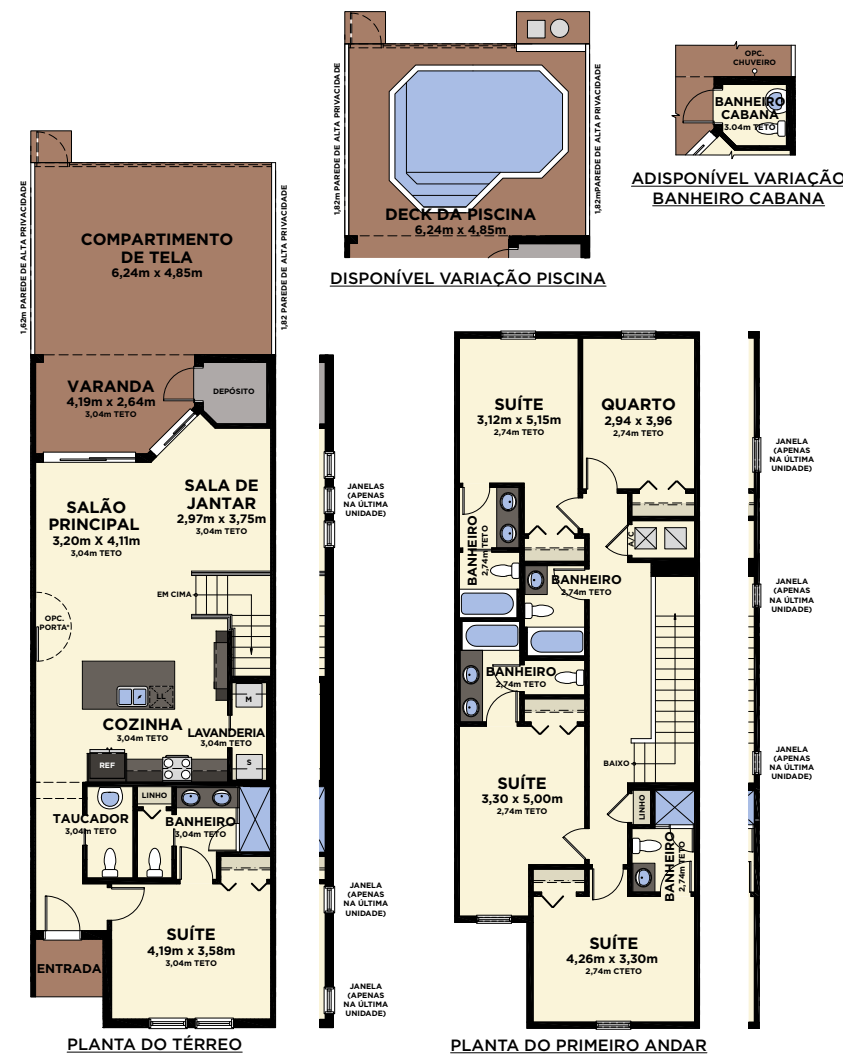 1,82m PAREDE DE ALTA PRIVACIDADE
DECK DA PISCINA
6,24m x 4,85m
1,82mPAREDE DE ALTA PRIVACIDADE
DISPONÍVEL VARIAÇÃO PISCINA
OPC.
CHUVEIRO
BANHEIRO
CABANA
3.04m TETO
ADISPONÍVEL VARIAÇÃO
BANHEIRO CABANA
1,62m PAREDE DE ALTA PRIVACIDADE
COMPARTIMENTO
DE TELA
6,24m x 4,85m
1,82 PAREDE DE ALTA PRIVACIDADE
VARANDA
4,19m x 2,64m
3,04m TETO
DEPÓSITO
SALÃO
PRINCIPAL
3,20m X 4,11m
3,04m TETO
SALA DE
JANTAR
2,97m x 3,75m
3,04m TETO
JANELAS
(APENAS
NA ÚLTIMA
UNIDADE)
EM CIMA
OPC.
PORTA*
LL
COZINHA
3,04m TETO
M
LAVANDERIA
3,04m TETO
S
REF
TAUCADOR
3,04m TETO
LINHO
BANHEIRO
3,04m TETO
SUÍTE
4,19m x 3,58m
3,04m TETO
ENTRADA
JANELA
(APENAS
NA ÚLTIMA
UNIDADE)
JANELA
(APENAS
NA ÚLTIMA
UNIDADE)
PLANTA DO TÉRREO
SUÍTE
3,12m x 5,15m
2,74m TETO
QUARTO
2,94 x 3,96
2,74m TETO
JANELA
(APENAS
NA ÚLTIMA
UNIDADE)
BANHEIRO
2,74m TETO
A/C
BANHEIRO
2,74m TETO
JANELA
(APENAS
NA ÚLTIMA
UNIDADE)
BANHEIRO
2,74m TETO
BAIXO
JANELA
(APENAS
NA ÚLTIMA
UNIDADE)
SUÍTE
3,30 x 5,00m
2,74m TETO
LINHO
BANHEIRO
2,74m TETO
SUÍTE
4,26m x 3,30m
2,74m CTETO
PLANTA DO PRIMEIRO ANDAR